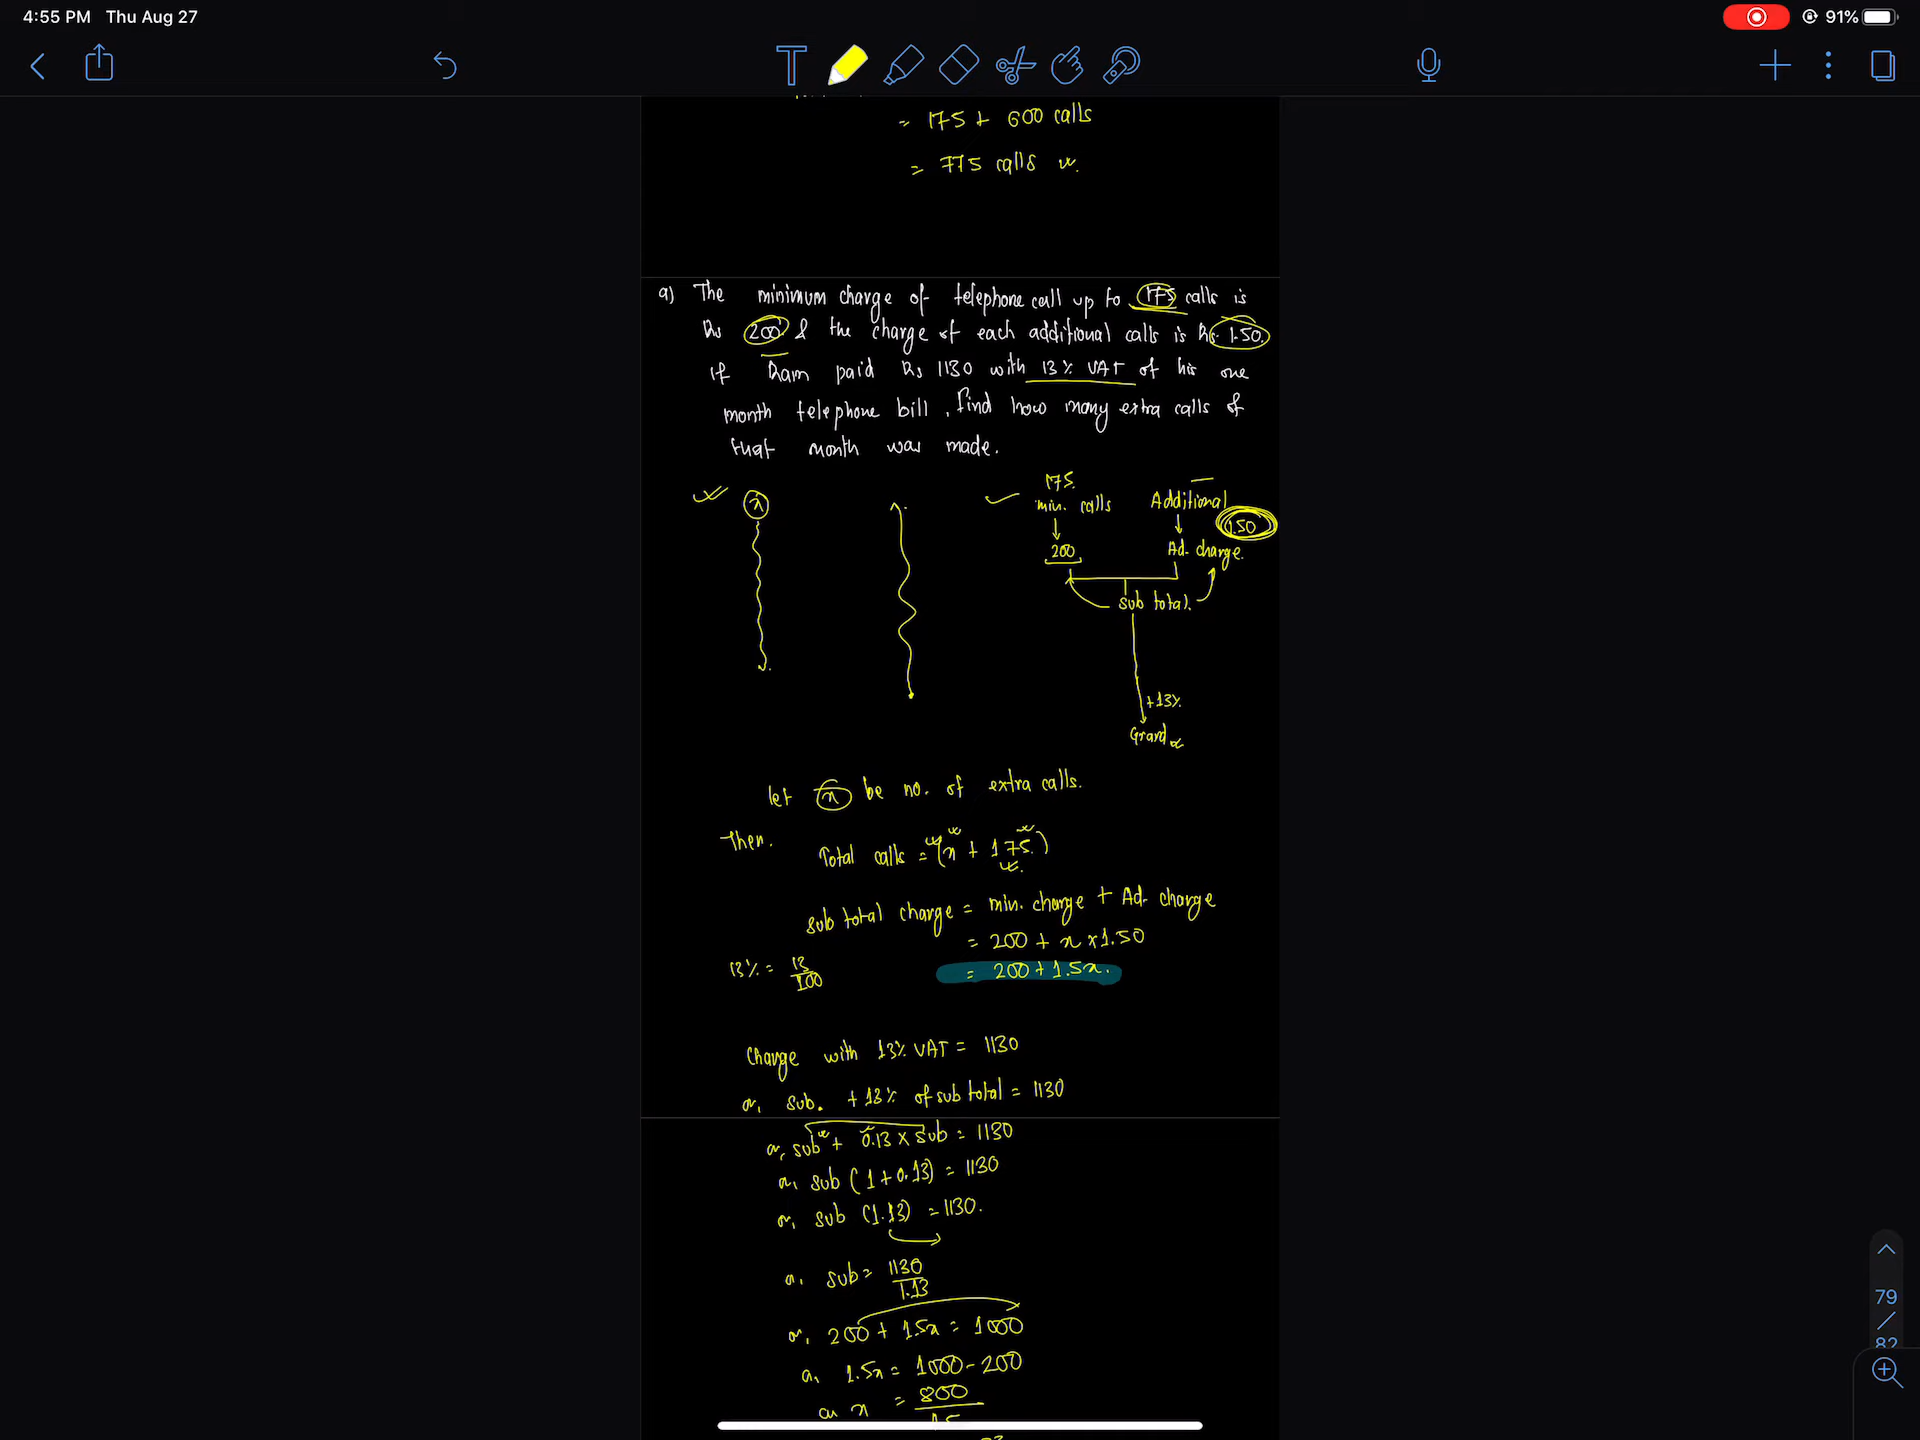 4:55 PM Thu Aug 27
91%
= 175 + 600 calls
= 775 calls
a) The minimum charge of telephone call up to 175 calls is
Rs 200 & the charge of each additional calls is Rs. 1.50.
if Ram paid Rs 1130 with 13% VAT of his one
month telephone bill, find how many extra calls of
that month was made.
x
175.
min. calls
200
Additional
1.50
Ad. charge.
sub total.
+13%
Grand
let x be no. of extra calls.
Then.
Total calls = (x + 175)
sub total charge = min. charge + Ad. charge
= 200 + x × 1.50
13% = 13/100
= 200 + 1.5x.
Charge with 13% VAT = 1130
or, sub. + 13% of sub total = 1130
or, sub + 0.13 × sub = 1130
or, sub (1 + 0.13) = 1130
or, sub (1.13) = 1130.
or, sub = 1130/1.13
or, 200 + 1.5x = 1000
or, 1.5x = 1000 - 200
or x = 800
79
/
82